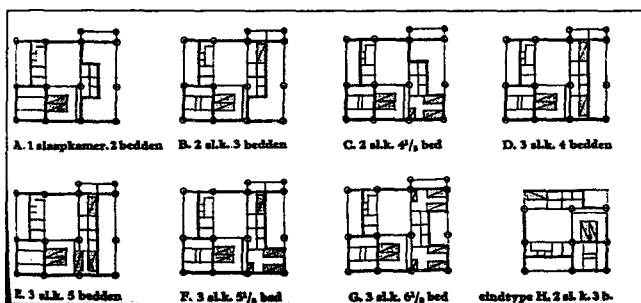 A. 1 slaapkamer. 2 bedden
B. 2 sl.k. 3 bedden
C. 2 sl.k. 4½ bed
D. 3 sl.k. 4 bedden
E. 3 sl.k. 5 bedden
F. 3 sl.k. 5½ bed
G. 3 sl.k. 6½ bed
eindtype H. 2 sl. k. 3 b.